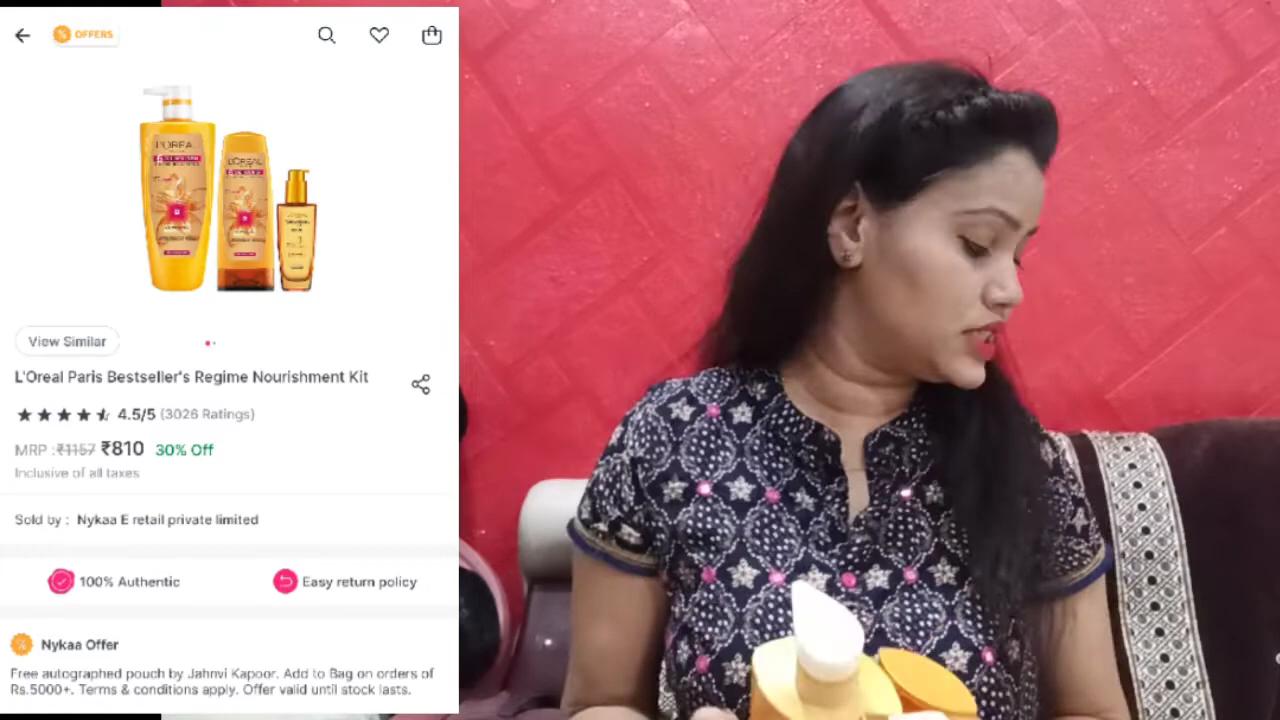 OFFERS
L'OREAL
L'OREAL
View Similar
L'Oreal Paris Bestseller's Regime Nourishment Kit
4.5/5 (3026 Ratings)
MRP :₹1157 ₹810 30% Off
Inclusive of all taxes
Sold by : Nykaa E retail private limited
100% Authentic
Easy return policy
Nykaa Offer
Free autographed pouch by Jahnvi Kapoor. Add to Bag on orders of
Rs.5000+. Terms & conditions apply. Offer valid until stock lasts.